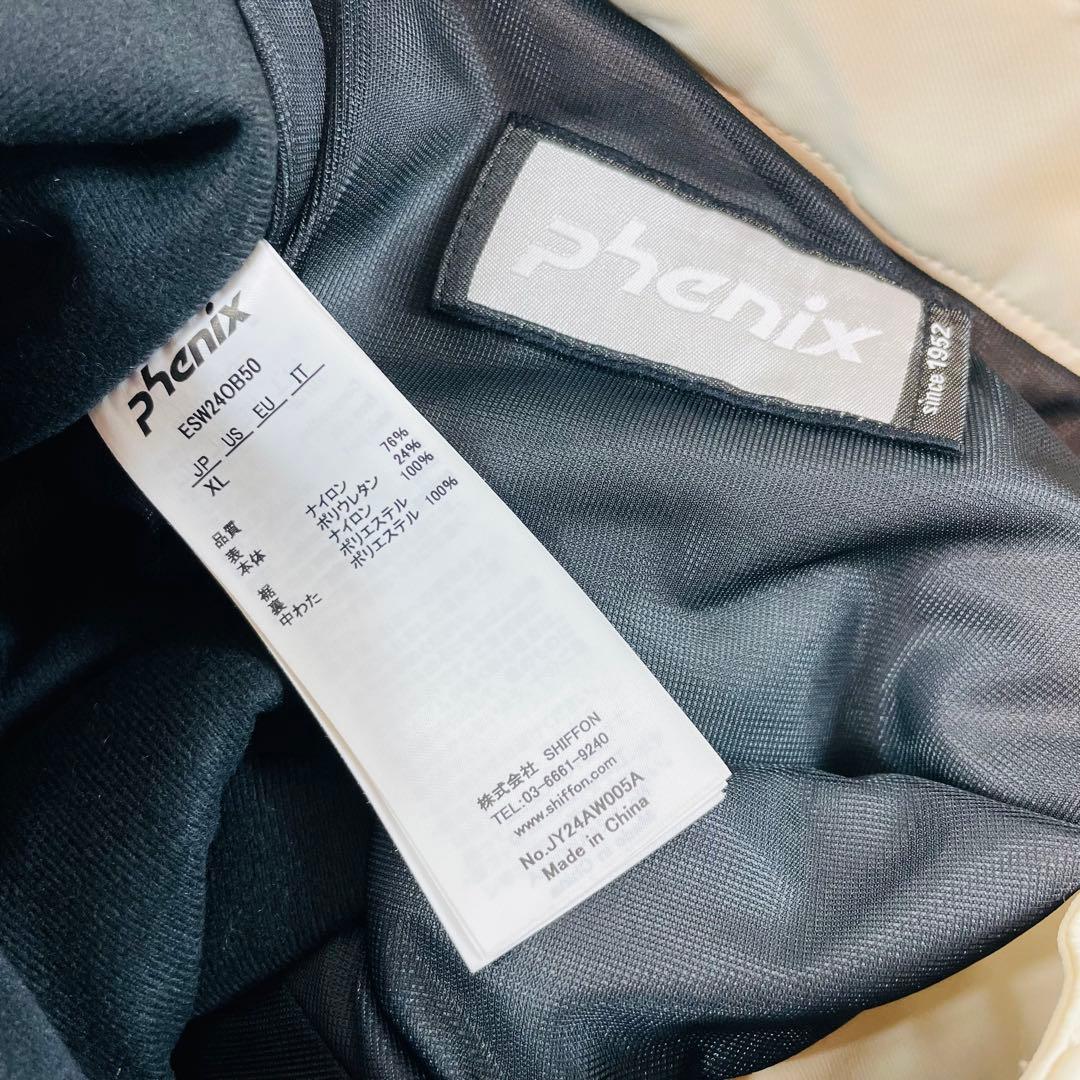 phenix
since 1952
phenix
ESW24OB50
JP US EU IT
XL
品質
表
本体 ナイロン 76%
ポリウレタン 24%
裾 ナイロン 100%
裏 ポリエステル 100%
中わた ポリエステル 100%
株式会社 SHIFFON
TEL:03-6661-9240
www.shiffon.com
No.JY24AW005A
Made in China